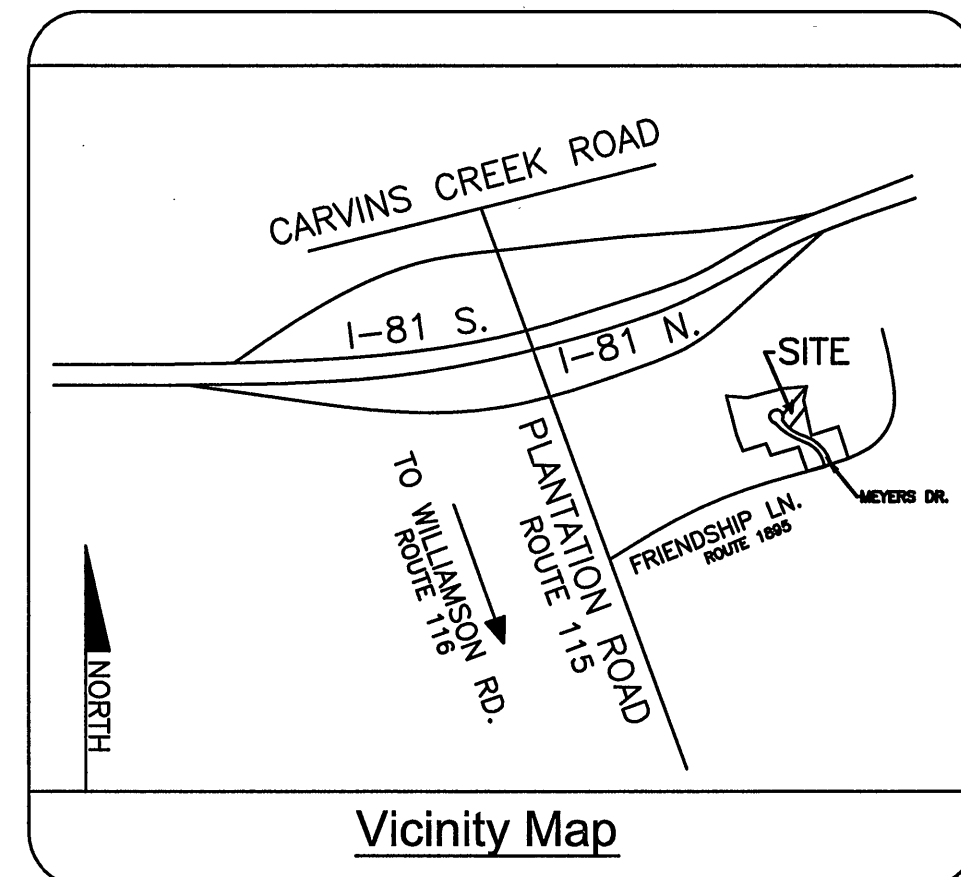 CARVINS CREEK ROAD
I-81 S.
I-81 N.
SITE
MEYERS DR.
FRIENDSHIP LN.
ROUTE 1895
PLANTATION ROAD
ROUTE 115
TO WILLIAMSON RD.
ROUTE 116
NORTH
Vicinity Map